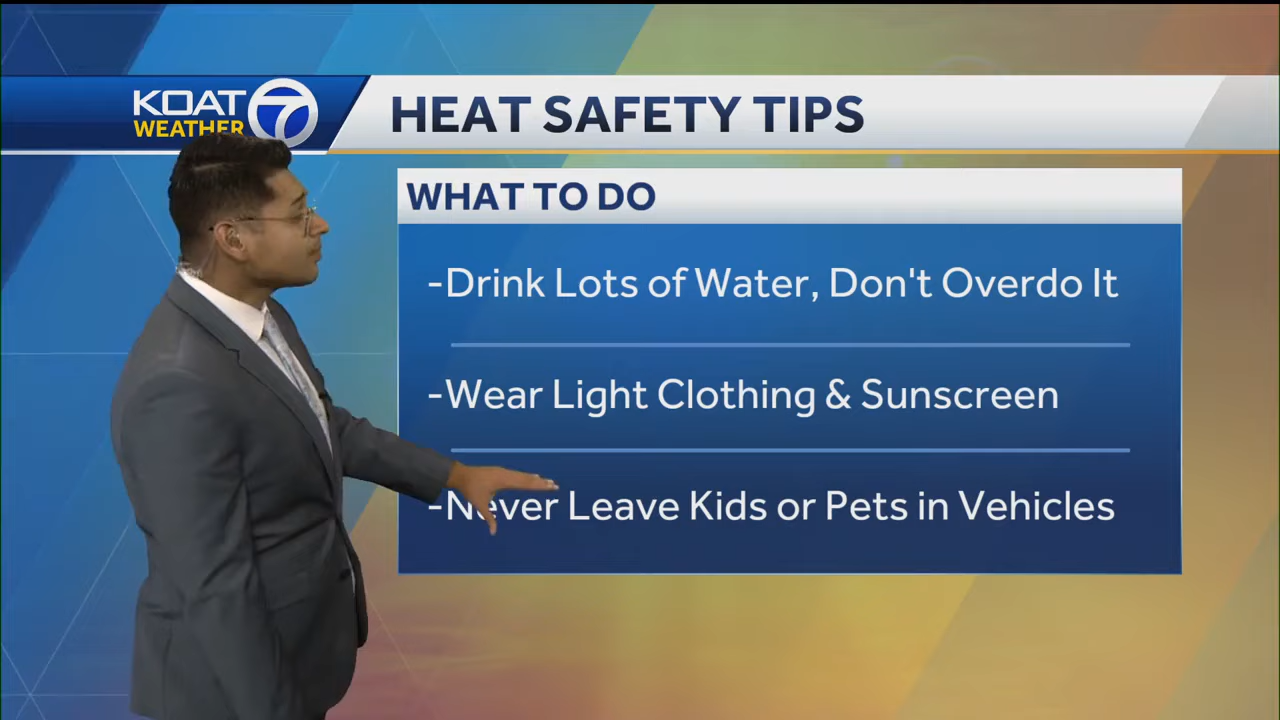 KOAT 7
WEATHER
HEAT SAFETY TIPS
WHAT TO DO
-Drink Lots of Water, Don't Overdo It
-Wear Light Clothing & Sunscreen
-Never Leave Kids or Pets in Vehicles